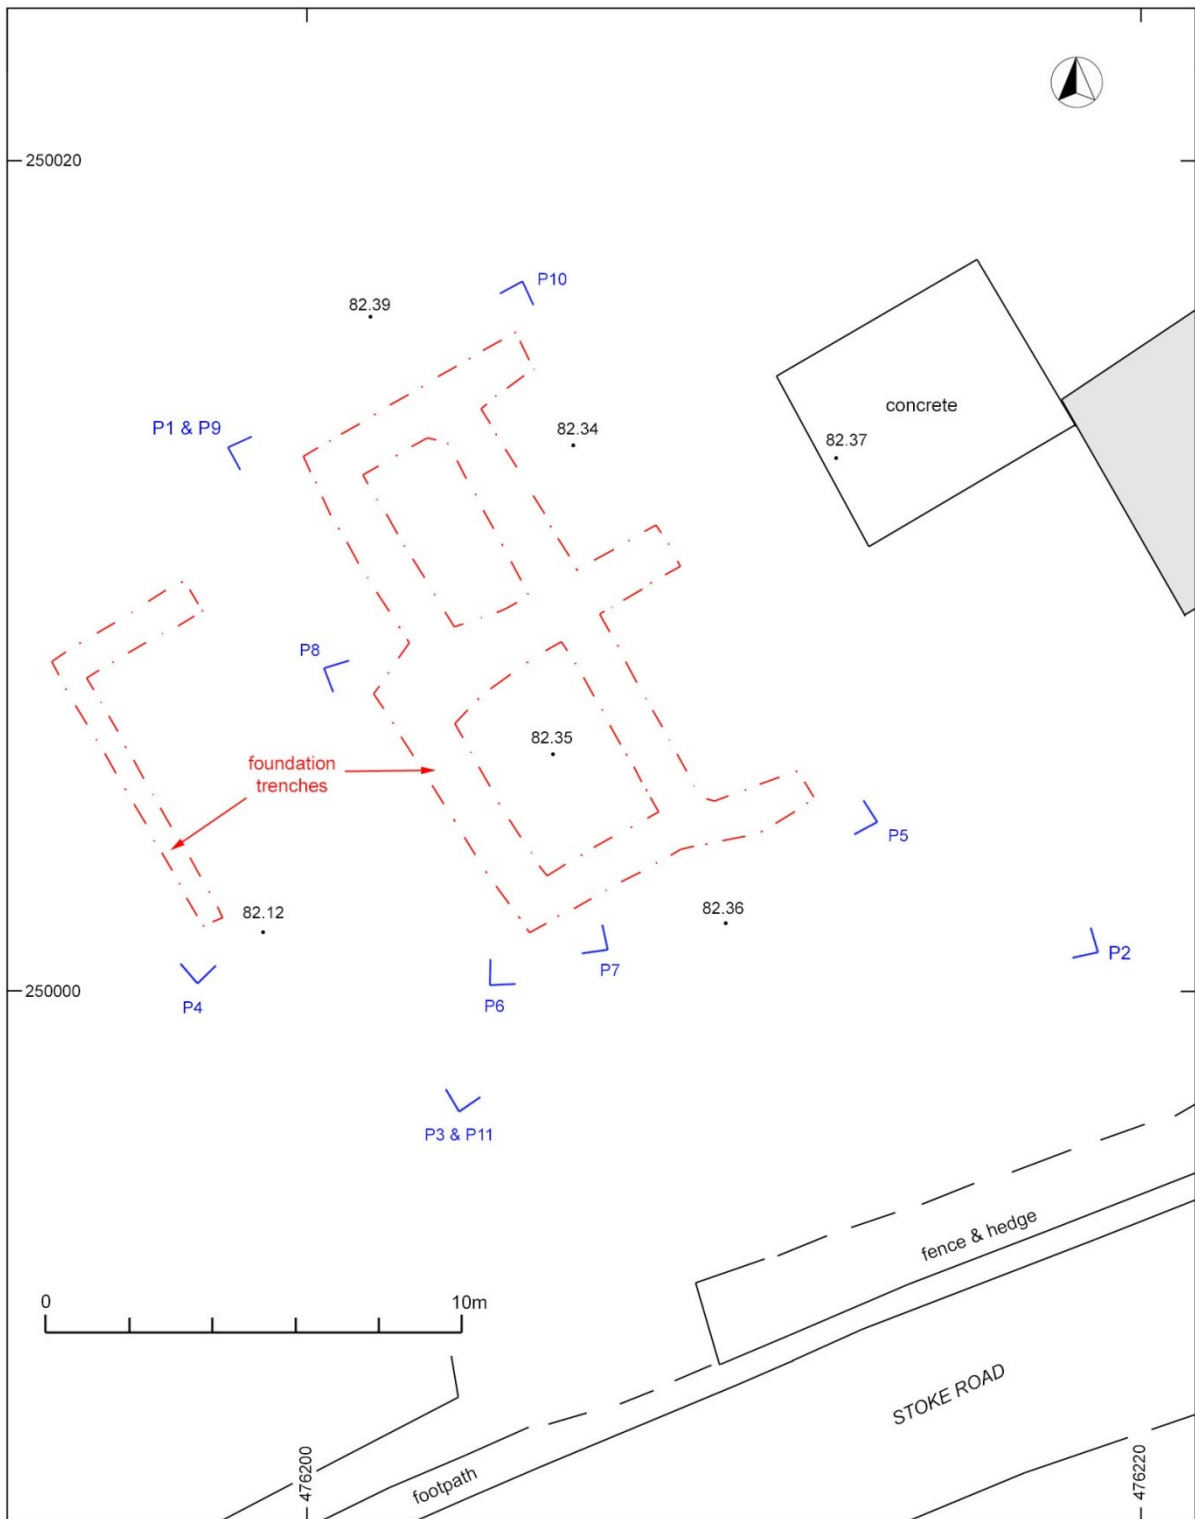 250020
P10
82.39
concrete
P1 & P9
82.34
82.37
P8
82.35
foundation
trenches
P5
82.12
82.36
P2
P7
250000
P6
P4
P3 & P11
fence & hedge
0
10m
STOKE ROAD
476200
476220
footpath